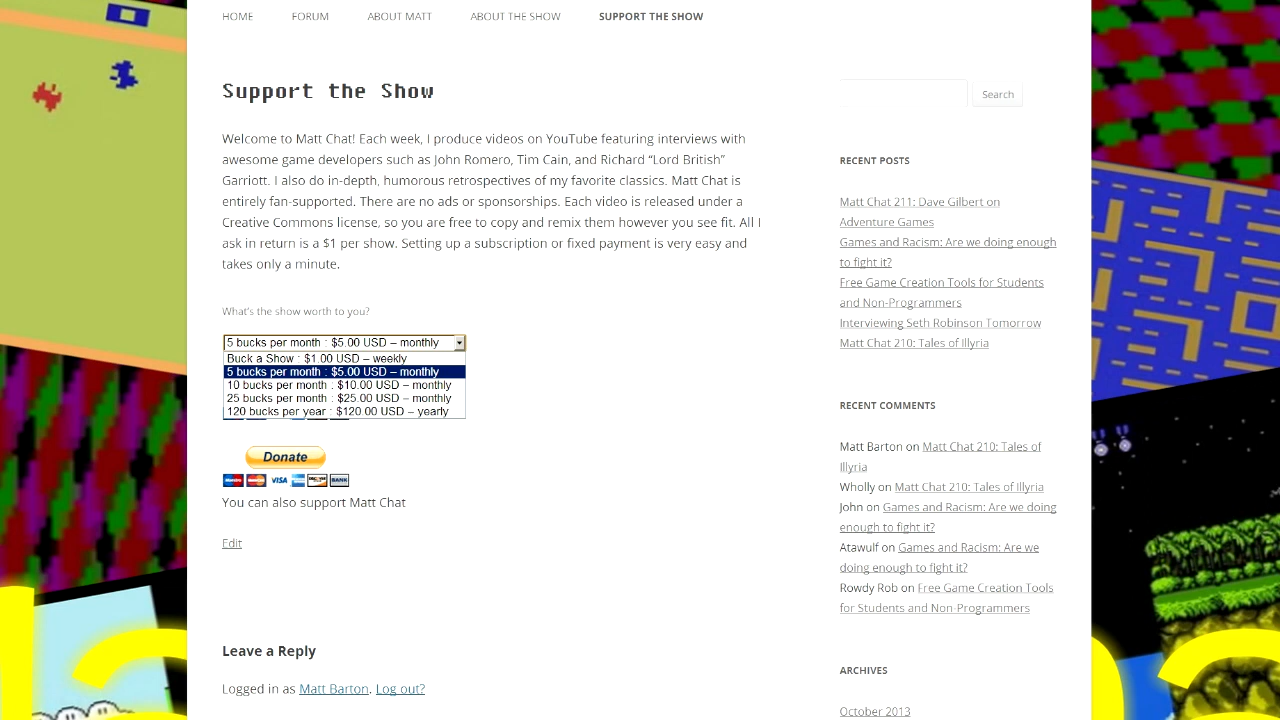 HOME
FORUM
ABOUT MATT
ABOUT THE SHOW
SUPPORT THE SHOW
Support the Show
Welcome to Matt Chat! Each week, I produce videos on YouTube featuring interviews with
awesome game developers such as John Romero, Tim Cain, and Richard “Lord British”
Garriott. I also do in-depth, humorous retrospectives of my favorite classics. Matt Chat is
entirely fan-supported. There are no ads or sponsorships. Each video is released under a
Creative Commons license, so you are free to copy and remix them however you see fit. All I
ask in return is a $1 per show. Setting up a subscription or fixed payment is very easy and
takes only a minute.
What's the show worth to you?
5 bucks per month : $5.00 USD – monthly
Buck a Show : $1.00 USD – weekly
5 bucks per month : $5.00 USD – monthly
10 bucks per month : $10.00 USD – monthly
25 bucks per month : $25.00 USD – monthly
120 bucks per year : $120.00 USD – yearly
Donate
VISA
BANK
You can also support Matt Chat
Edit
Leave a Reply
Logged in as Matt Barton. Log out?
Search
RECENT POSTS
Matt Chat 211: Dave Gilbert on
Adventure Games
Games and Racism: Are we doing enough
to fight it?
Free Game Creation Tools for Students
and Non-Programmers
Interviewing Seth Robinson Tomorrow
Matt Chat 210: Tales of Illyria
RECENT COMMENTS
Matt Barton on Matt Chat 210: Tales of
Illyria
Wholly on Matt Chat 210: Tales of Illyria
John on Games and Racism: Are we doing
enough to fight it?
Atawulf on Games and Racism: Are we
doing enough to fight it?
Rowdy Rob on Free Game Creation Tools
for Students and Non-Programmers
ARCHIVES
October 2013